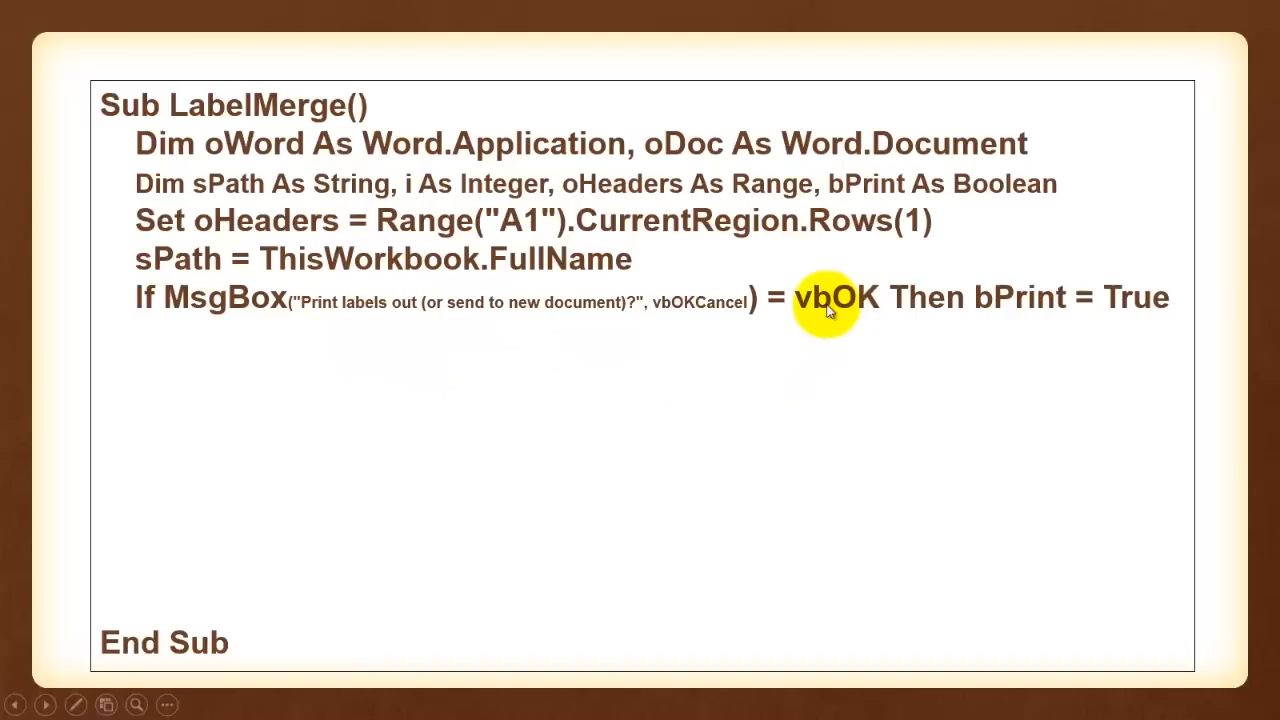 Sub LabelMerge()
Dim oWord As Word.Application, oDoc As Word.Document
Dim sPath As String, i As Integer, oHeaders As Range, bPrint As Boolean
Set oHeaders = Range("A1").CurrentRegion.Rows(1)
sPath = ThisWorkbook.FullName
If MsgBox("Print labels out (or send to new document)?", vbOKCancel) = vbOK Then bPrint = True
End Sub